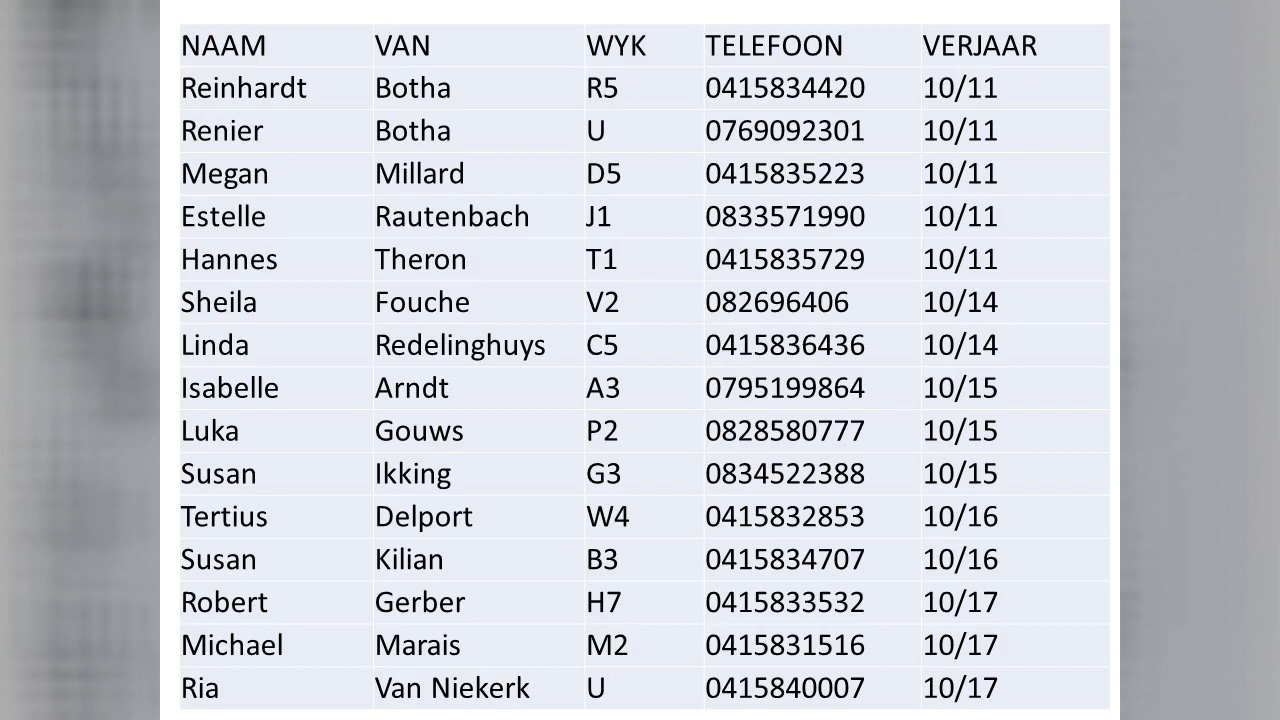 NAAM VAN WYK TELEFOON VERJAAR
Reinhardt Botha R5 0415834420 10/11
Renier Botha U 0769092301 10/11
Megan Millard D5 0415835223 10/11
Estelle Rautenbach J1 0833571990 10/11
Hannes Theron T1 0415835729 10/11
Sheila Fouche V2 082696406 10/14
Linda Redelinghuys C5 0415836436 10/14
Isabelle Arndt A3 0795199864 10/15
Luka Gouws P2 0828580777 10/15
Susan Ikking G3 0834522388 10/15
Tertius Delport W4 0415832853 10/16
Susan Kilian B3 0415834707 10/16
Robert Gerber H7 0415833532 10/17
Michael Marais M2 0415831516 10/17
Ria Van Niekerk U 0415840007 10/17